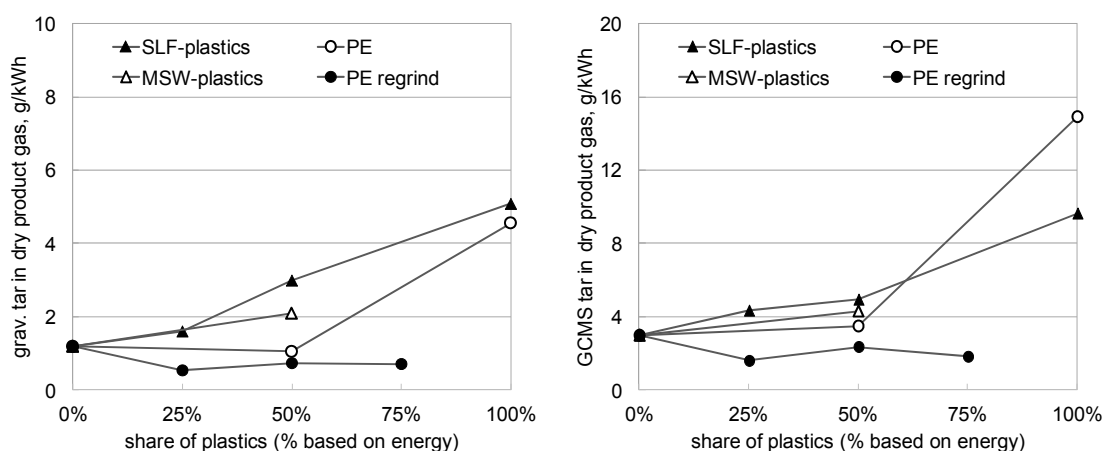 grav. tar in dry product gas, g/kWh
10
8
6
4
2
0
SLF-plastics
PE
MSW-plastics
PE regrind
0%
25%
50%
75%
100%
share of plastics (% based on energy)
GCMS tar in dry product gas, g/kWh
20
16
12
8
4
0
SLF-plastics
PE
MSW-plastics
PE regrind
0%
25%
50%
75%
100%
share of plastics (% based on energy)